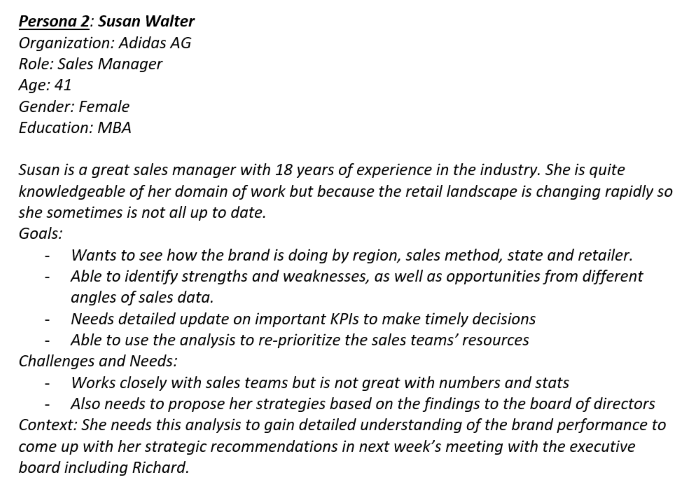 Persona 2: Susan Walter
Organization: Adidas AG
Role: Sales Manager
Age: 41
Gender: Female
Education: MBA
Susan is a great sales manager with 18 years of experience in the industry. She is quite
knowledgeable of her domain of work but because the retail landscape is changing rapidly so
she sometimes is not all up to date.
Goals:
- Wants to see how the brand is doing by region, sales method, state and retailer.
- Able to identify strengths and weaknesses, as well as opportunities from different
angles of sales data.
- Needs detailed update on important KPIs to make timely decisions
- Able to use the analysis to re-prioritize the sales teams’ resources
Challenges and Needs:
- Works closely with sales teams but is not great with numbers and stats
- Also needs to propose her strategies based on the findings to the board of directors
Context: She needs this analysis to gain detailed understanding of the brand performance to
come up with her strategic recommendations in next week’s meeting with the executive
board including Richard.